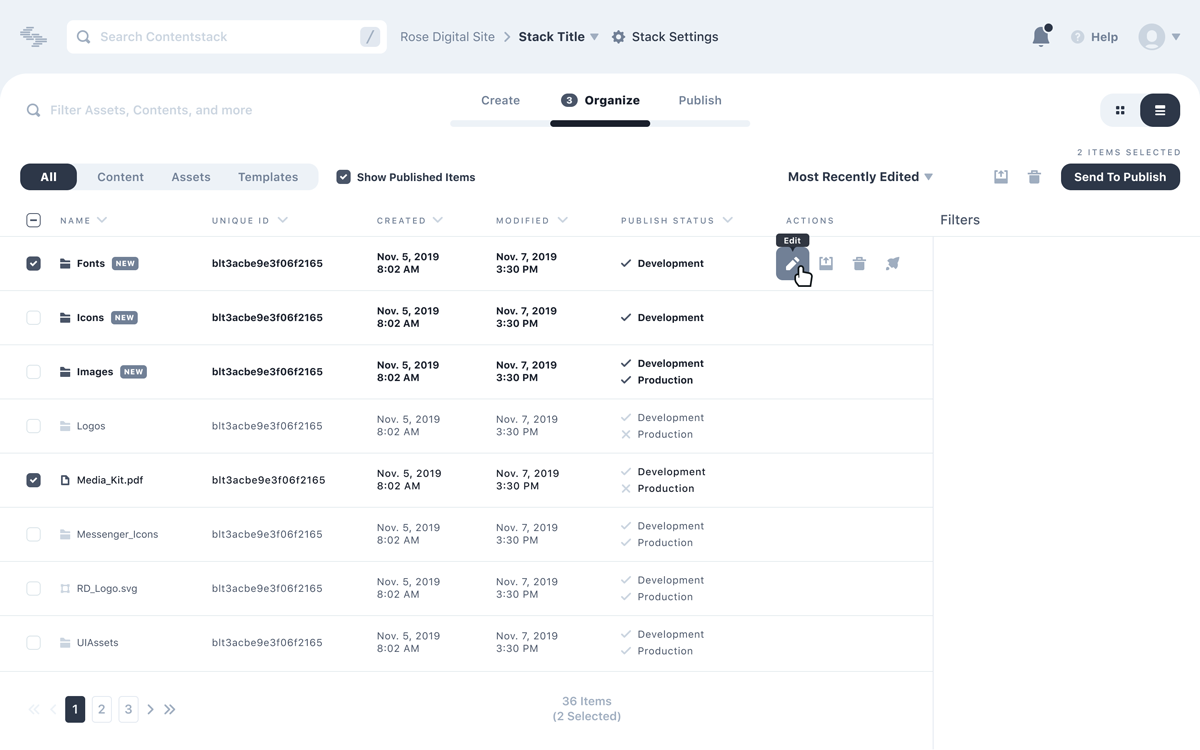 Search Contentstack
/
Rose Digital Site
Stack Title
Stack Settings
? Help
Filter Assets, Contents, and more
Create
3 Organize
Publish
2 ITEMS SELECTED
All
Content
Assets
Templates
Show Published Items
Most Recently Edited
Send To Publish
NAME
UNIQUE ID
CREATED
MODIFIED
PUBLISH STATUS
ACTIONS
Filters
Edit
Fonts NEW
blt3acbe9e3f06f2165
Nov. 5, 2019
8:02 AM
Nov. 7, 2019
3:30 PM
Development
Icons NEW
blt3acbe9e3f06f2165
Nov. 5, 2019
8:02 AM
Nov. 7, 2019
3:30 PM
Development
Images NEW
blt3acbe9e3f06f2165
Nov. 5, 2019
8:02 AM
Nov. 7, 2019
3:30 PM
Development
Production
Logos
blt3acbe9e3f06f2165
Nov. 5, 2019
8:02 AM
Nov. 7, 2019
3:30 PM
Development
Production
Media_Kit.pdf
blt3acbe9e3f06f2165
Nov. 5, 2019
8:02 AM
Nov. 7, 2019
3:30 PM
Development
Production
Messenger_Icons
blt3acbe9e3f06f2165
Nov. 5, 2019
8:02 AM
Nov. 7, 2019
3:30 PM
Development
Production
RD_Logo.svg
blt3acbe9e3f06f2165
Nov. 5, 2019
8:02 AM
Nov. 7, 2019
3:30 PM
Development
Production
UIAssets
blt3acbe9e3f06f2165
Nov. 5, 2019
8:02 AM
Nov. 7, 2019
3:30 PM
Development
Production
1 2 3
36 Items
(2 Selected)